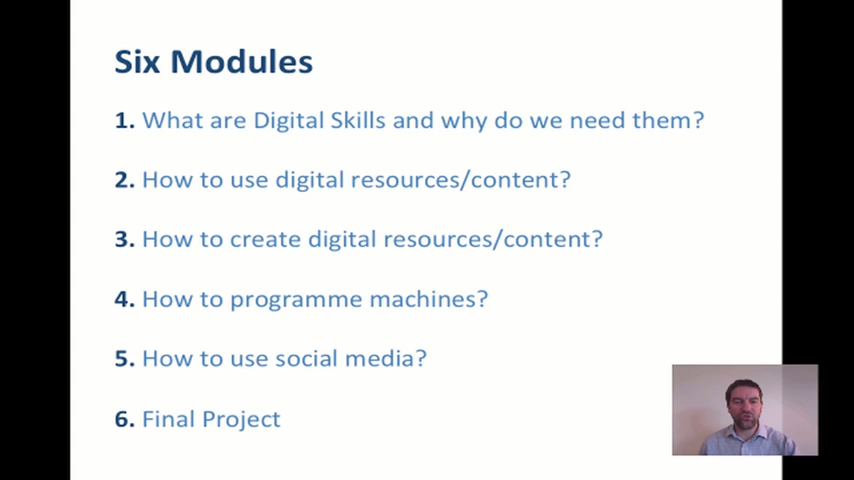 Six Modules
1. What are Digital Skills and why do we need them?
2. How to use digital resources/content?
3. How to create digital resources/content?
4. How to programme machines?
5. How to use social media?
6. Final Project